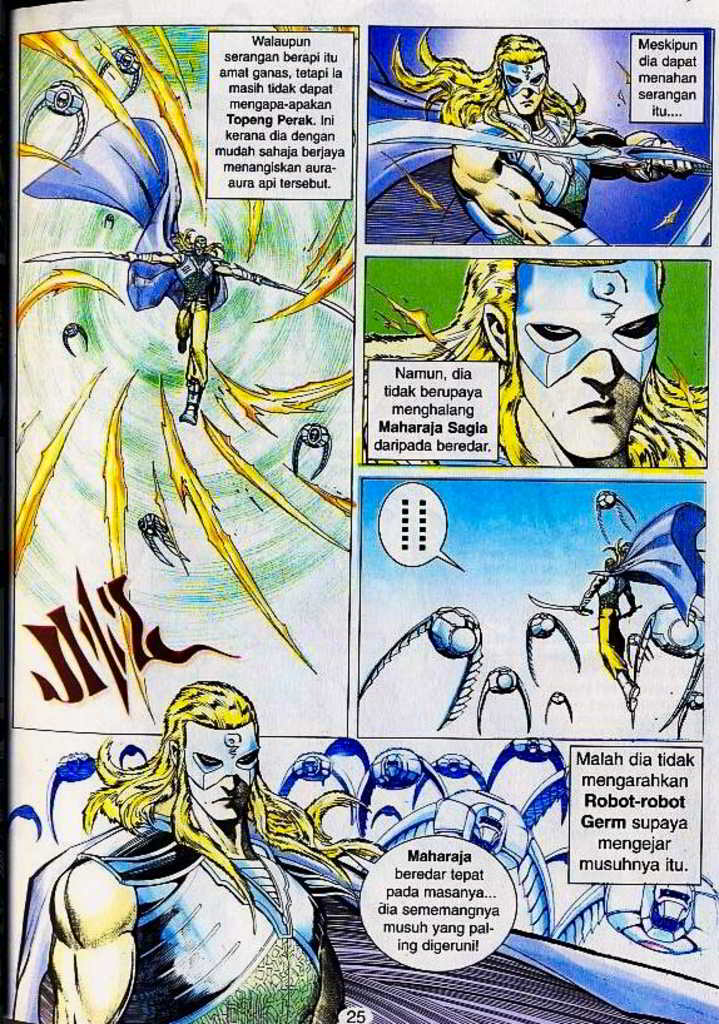 Walaupun
serangan berapi itu
amat ganas, tetapi ia
masih tidak dapat
mengapa-apakan
Topeng Perak. Ini
kerana dia dengan
mudah sahaja berjaya
menangiskan aura-
aura api tersebut.
Meskipun
dia dapat
menahan
serangan
itu....
Namun, dia
tidak berupaya
menghalang
Maharaja Sagia
daripada beredar.
Malah dia tidak
mengarahkan
Robot-robot
Germ supaya
mengejar
musuhnya itu.
Maharaja
beredar tepat
pada masanya...
dia sememangnya
musuh yang pal-
ing digeruni!
25